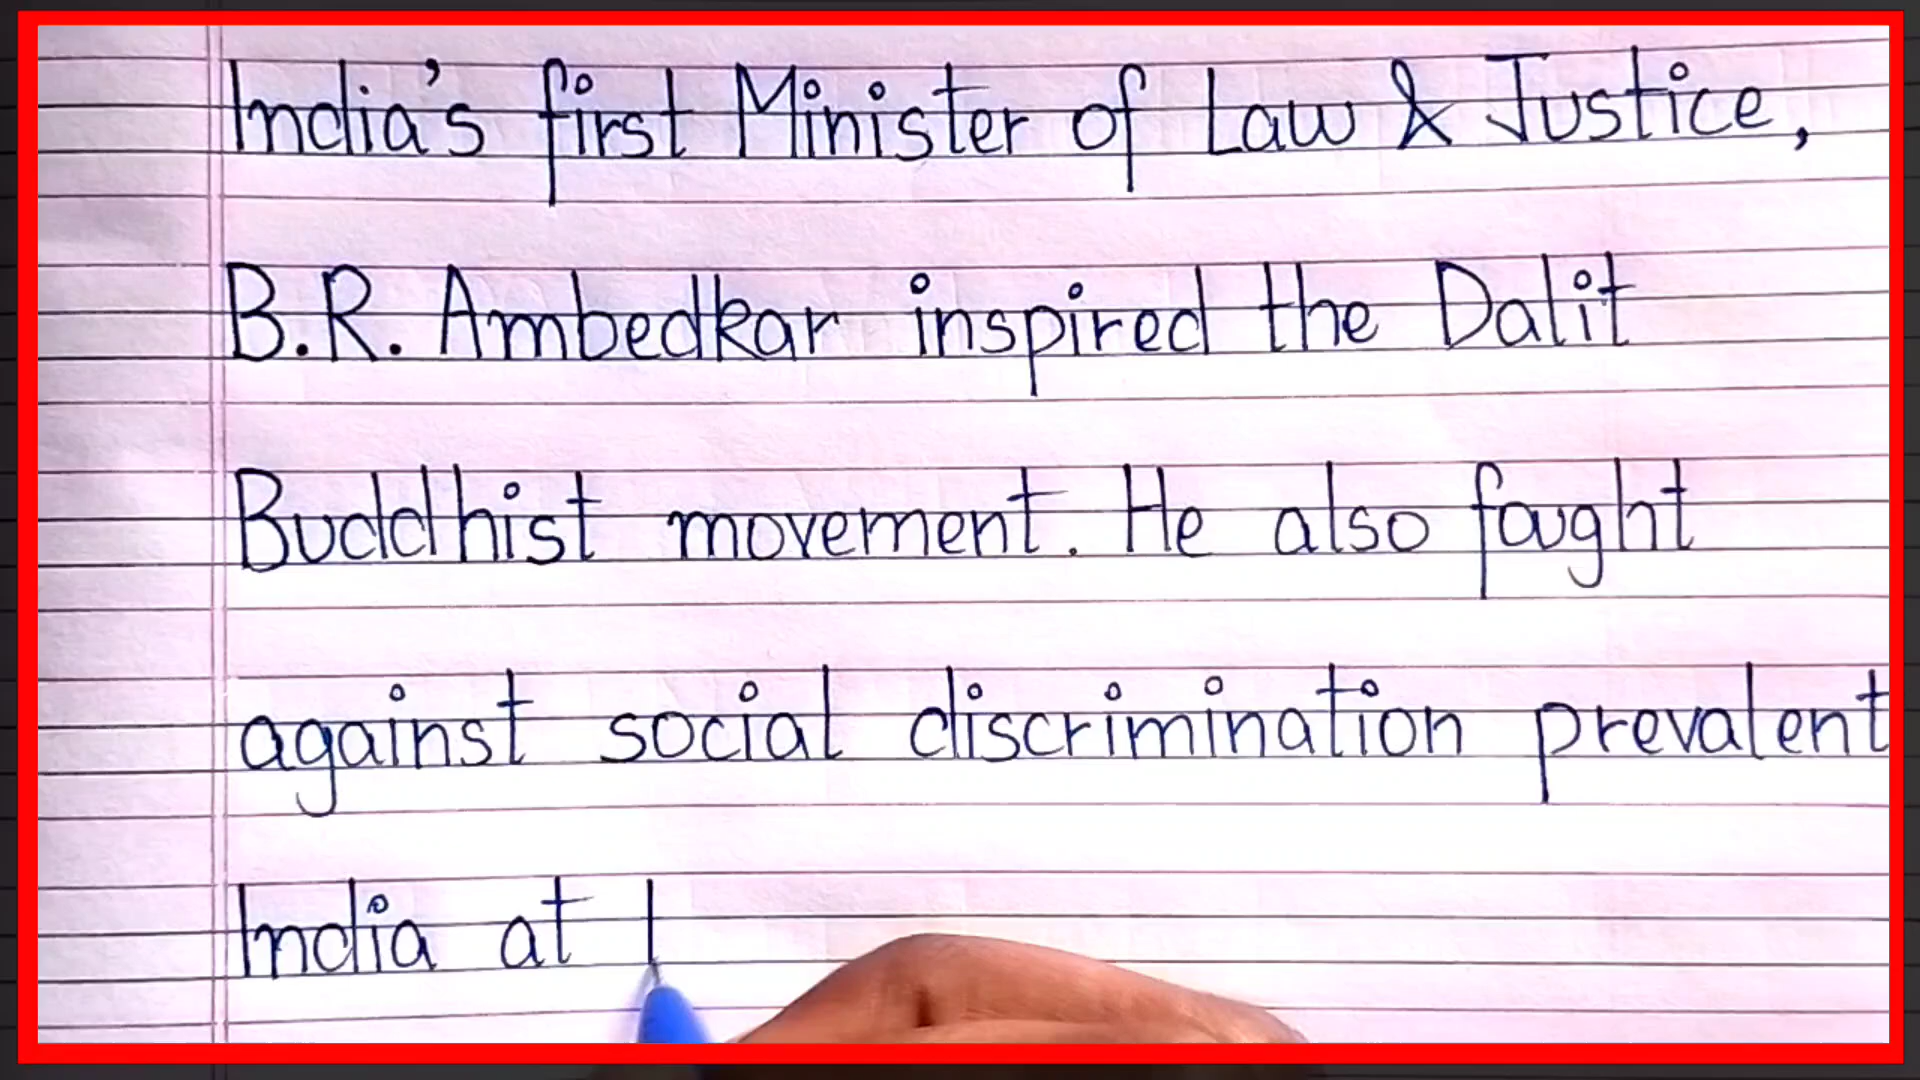 India's first Minister of Law & Justice,
B.R. Ambedkar inspired the Dalit
Buddhist movement. He also fought
against social discrimination prevalent
India at